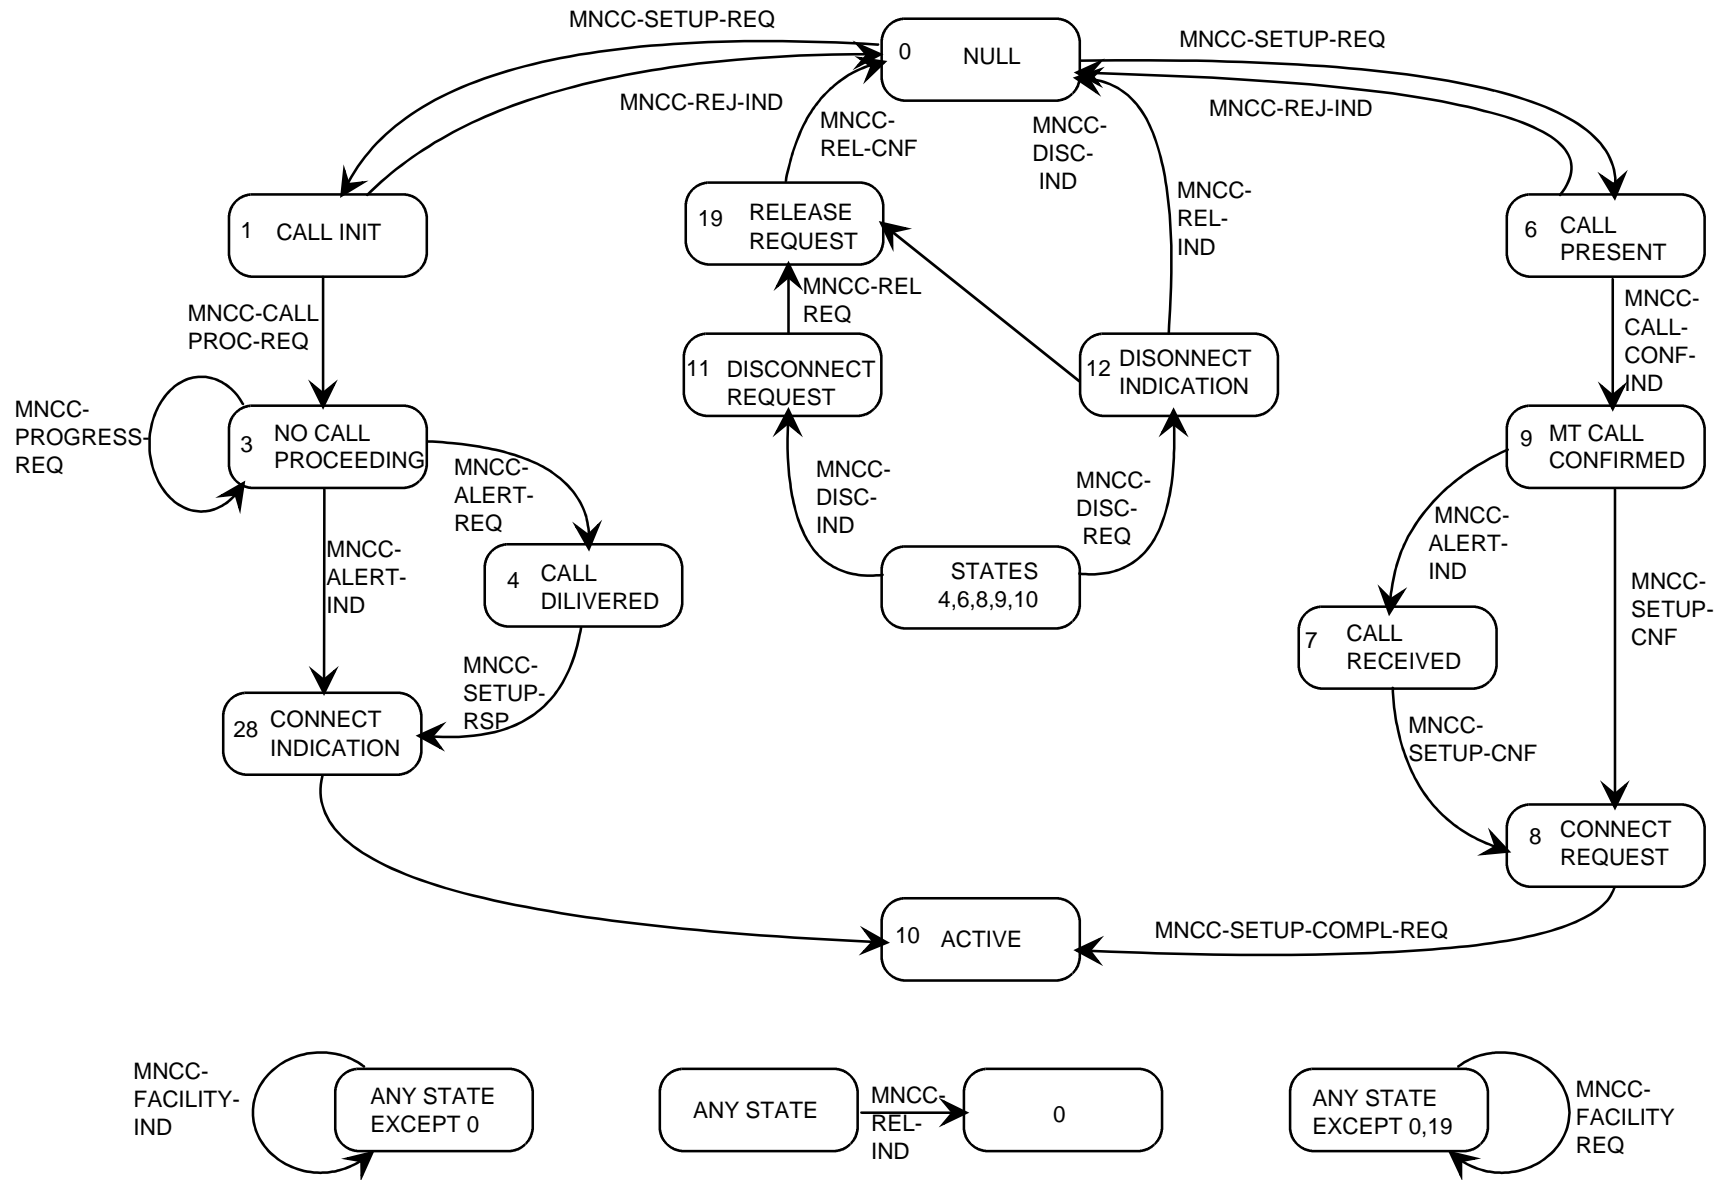 MNCC-SETUP-REQ
0
NULL
MNCC-SETUP-REQ
MNCC-REJ-IND
MNCC-REJ-IND
MNCC-
REL-CNF
MNCC-
DISC-
IND
MNCC-
REL-
IND
1
CALL INIT
19
RELEASE
REQUEST
6
CALL
PRESENT
MNCC-CALL
PROC-REQ
MNCC-REL
REQ
MNCC-
CALL-
CONF-
IND
11
DISCONNECT
REQUEST
12
DISONNECT
INDICATION
MNCC-
PROGRESS-
REQ
3
NO CALL
PROCEEDING
MNCC-
ALERT-
REQ
MNCC-
DISC-
IND
MNCC-
DISC-
REQ
9
MT CALL
CONFIRMED
MNCC-
ALERT-
IND
MNCC-
ALERT-
IND
4
CALL
DILIVERED
STATES
4,6,8,9,10
MNCC-
SETUP-
CNF
7
CALL
RECEIVED
MNCC-
SETUP-
RSP
28
CONNECT
INDICATION
MNCC-
SETUP-CNF
8
CONNECT
REQUEST
10
ACTIVE
MNCC-SETUP-COMPL-REQ
MNCC-
FACILITY-
IND
ANY STATE
EXCEPT 0
ANY STATE
MNCC-
REL-
IND
0
ANY STATE
EXCEPT 0,19
MNCC-
FACILITY
REQ